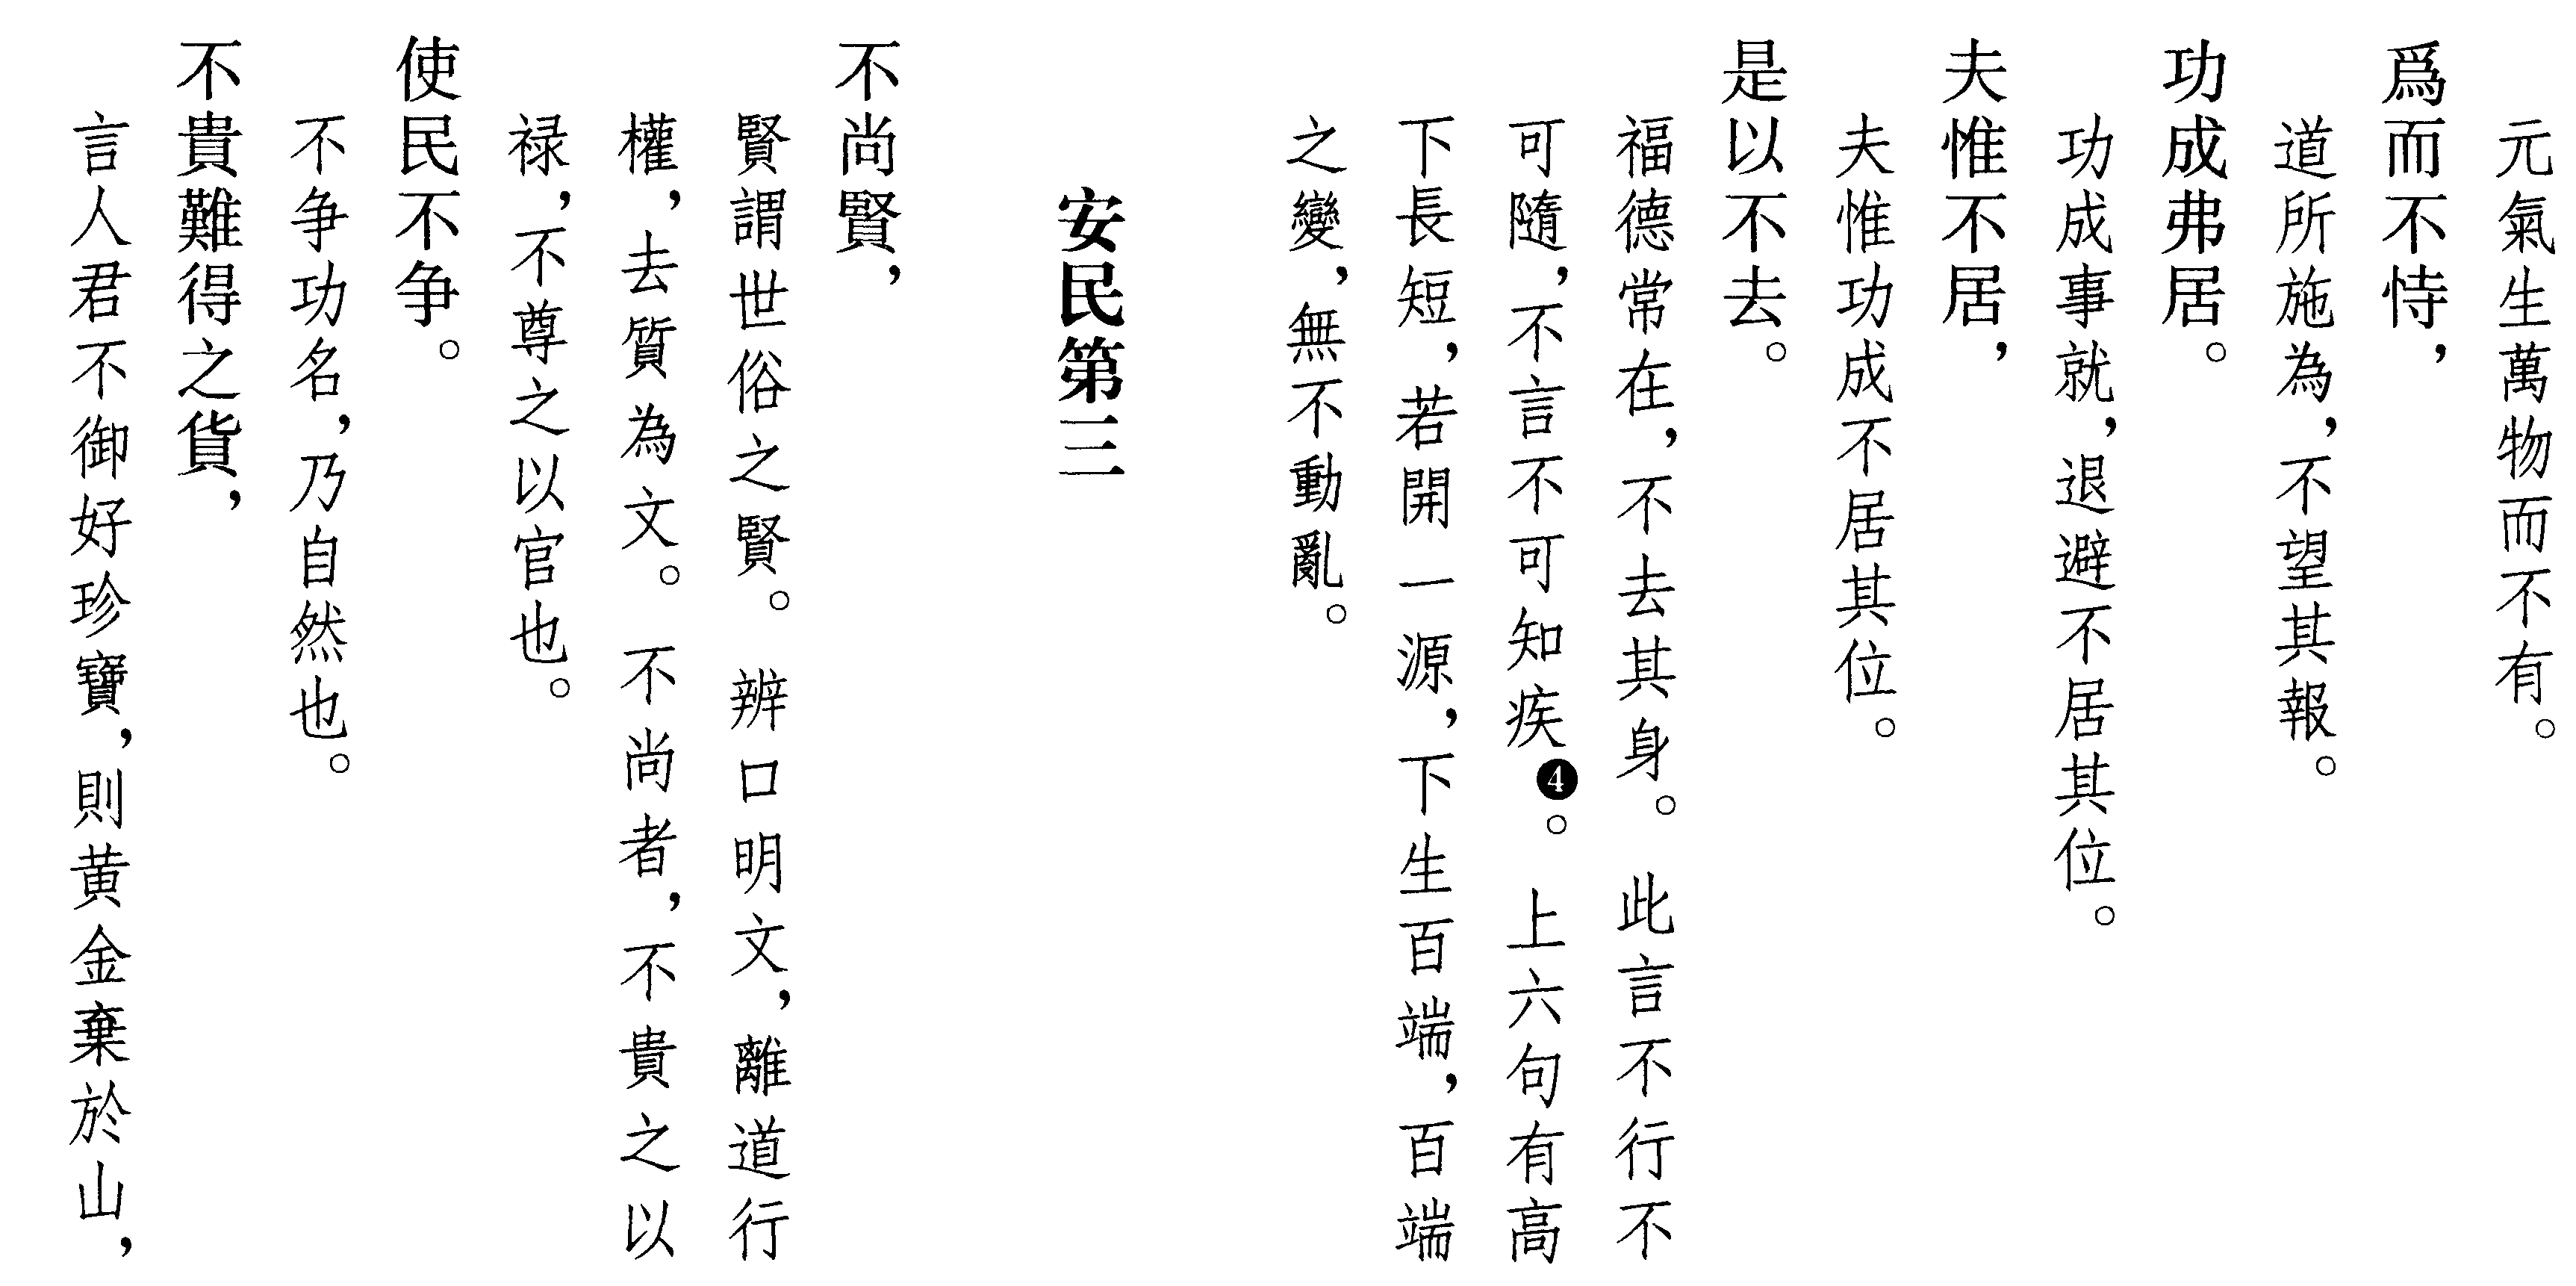 元氣生萬物而不有。
爲而不恃，
道所施為，不望其報。
功成弗居。
功成事就，退避不居其位。
夫惟不居，
夫惟功成不居其位。
是以不去。
福德常在，不去其身。此言不行不
可隨，不言不可知疾❹。上六句有高
下長短，若開一源，下生百端，百端
之變，無不動亂。
安民第三
不尚賢，
賢謂世俗之賢。辨口明文，離道行
權，去質為文。不尚者，不貴之以
禄，不尊之以官也。
使民不争。
不争功名，乃自然也。
不貴難得之貨，
言人君不御好珍寶，則黄金棄於山，